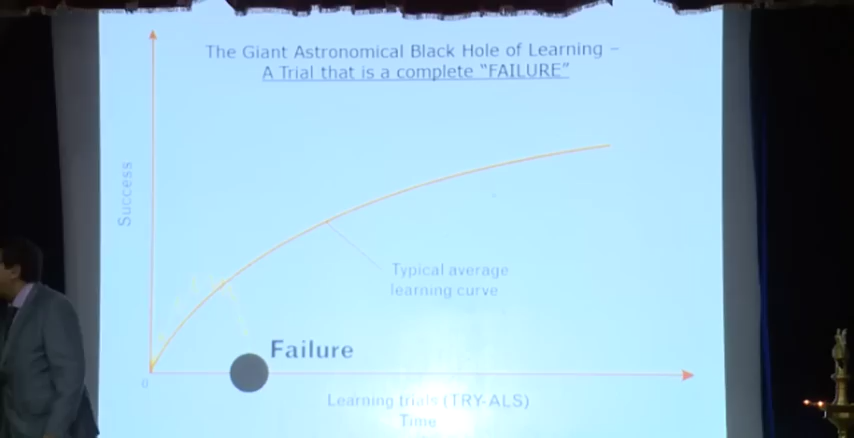 The Giant Astronomical Black Hole of Learning –
A Trial that is a complete “FAILURE”
Success
Typical average
learning curve
Failure
0
Learning trials (TRY-ALS)
Time